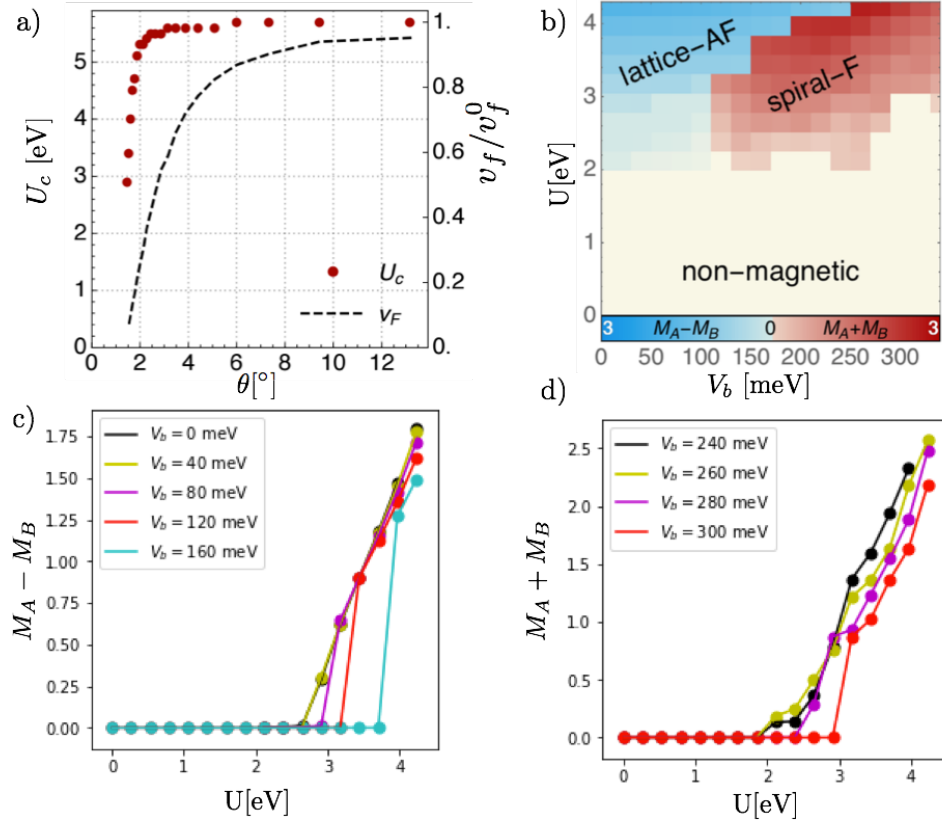 a)
U_c [eV]
5
4
3
2
1
0
0 2 4 6 8 10 12
θ[°]
1
0.8
0.6
0.4
0.2
0.
v_f/v_f^0
U_c
v_F
b)
U[eV]
4
3
2
1
0
lattice-AF
spiral-F
non-magnetic
3 M_A-M_B 0 M_A+M_B 3
0 50 100 150 200 250 300
V_b [meV]
c)
M_A − M_B
1.75
1.50
1.25
1.00
0.75
0.50
0.25
0.00
V_b = 0 meV
V_b = 40 meV
V_b = 80 meV
V_b = 120 meV
V_b = 160 meV
0 1 2 3 4
U[eV]
d)
M_A + M_B
2.5
2.0
1.5
1.0
0.5
0.0
V_b = 240 meV
V_b = 260 meV
V_b = 280 meV
V_b = 300 meV
0 1 2 3 4
U[eV]